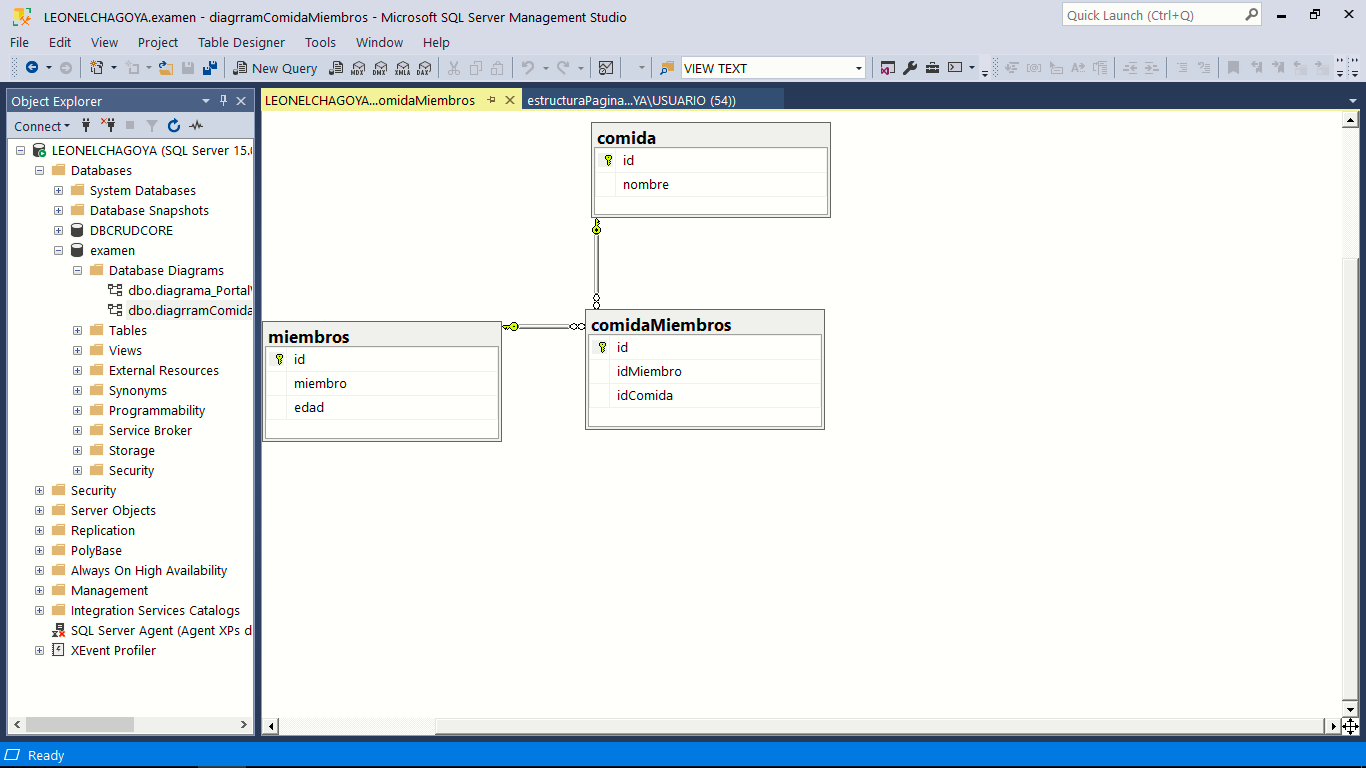 LEONELCHAGOYA.examen - diagrramComidaMiembros - Microsoft SQL Server Management Studio
Quick Launch (Ctrl+Q)
File Edit View Project Table Designer Tools Window Help
New Query
MDX DMX XMLA DAX
VIEW TEXT
Object Explorer
LEONELCHAGOYA...omidaMiembros
estructuraPagina...YA\USUARIO (54))
Connect
LEONELCHAGOYA (SQL Server 15.0
Databases
System Databases
Database Snapshots
DBCRUDCORE
examen
Database Diagrams
dbo.diagrama_PortalV
dbo.diagrramComida
Tables
Views
External Resources
Synonyms
Programmability
Service Broker
Storage
Security
Security
Server Objects
Replication
PolyBase
Always On High Availability
Management
Integration Services Catalogs
SQL Server Agent (Agent XPs d
XEvent Profiler
comida
id
nombre
miembros
id
miembro
edad
comidaMiembros
id
idMiembro
idComida
Ready